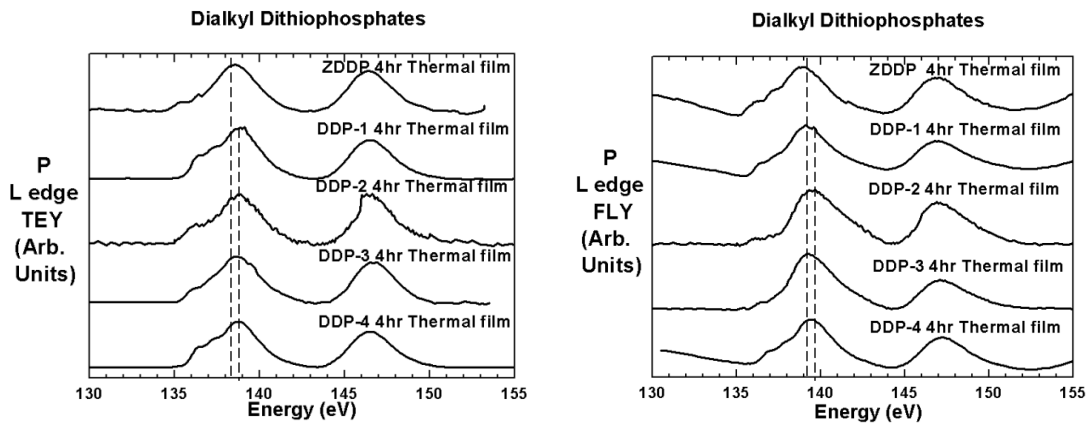 Dialkyl Dithiophosphates
ZDDP 4hr Thermal film
DDP-1 4hr Thermal film
DDP-2 4hr Thermal film
DDP-3 4hr Thermal film
DDP-4 4hr Thermal film
P
L edge
TEY
(Arb.
Units)
130 135 140 145 150 155
Energy (eV)
Dialkyl Dithiophosphates
ZDDP 4hr Thermal film
DDP-1 4hr Thermal film
DDP-2 4hr Thermal film
DDP-3 4hr Thermal film
DDP-4 4hr Thermal film
P
L edge
FLY
(Arb.
Units)
130 135 140 145 150 155
Energy (eV)